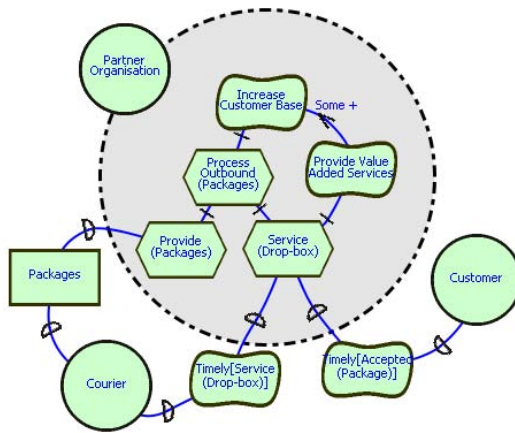 Partner
Organisation
Increase
Customer Base
Some +
Process
Outbound
(Packages)
Provide Value
Added Services
Provide
(Packages)
Service
(Drop-box)
Packages
Customer
Timely[Service
(Drop-box)]
Timely[Accepted
(Package)]
Courier